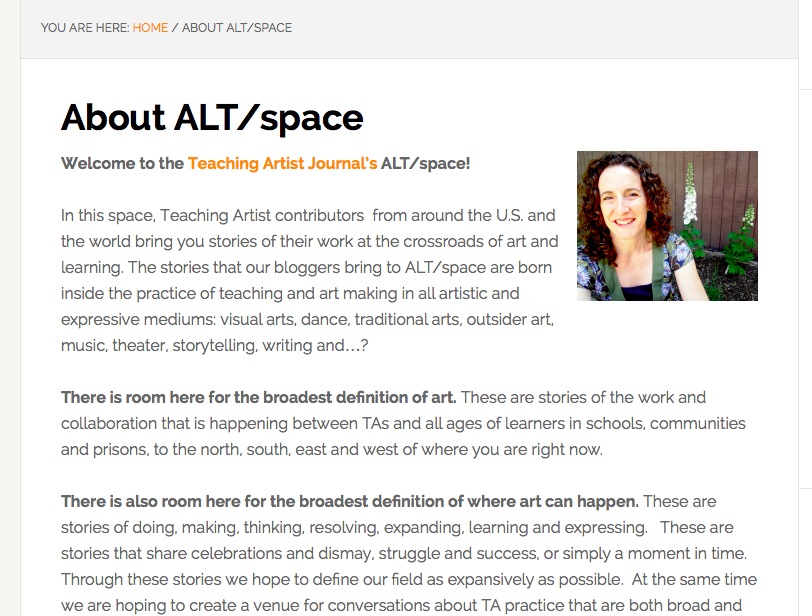 YOU ARE HERE: HOME / ABOUT ALT/SPACE
About ALT/space
Welcome to the Teaching Artist Journal's ALT/space!
In this space, Teaching Artist contributors  from around the U.S. and
the world bring you stories of their work at the crossroads of art and
learning. The stories that our bloggers bring to ALT/space are born
inside the practice of teaching and art making in all artistic and
expressive mediums: visual arts, dance, traditional arts, outsider art,
music, theater, storytelling, writing and…?
There is room here for the broadest definition of art. These are stories of the work and
collaboration that is happening between TAs and all ages of learners in schools, communities
and prisons, to the north, south, east and west of where you are right now.
There is also room here for the broadest definition of where art can happen. These are
stories of doing, making, thinking, resolving, expanding, learning and expressing.   These are
stories that share celebrations and dismay, struggle and success, or simply a moment in time.
Through these stories we hope to define our field as expansively as possible.  At the same time
we are hoping to create a venue for conversations about TA practice that are both broad and